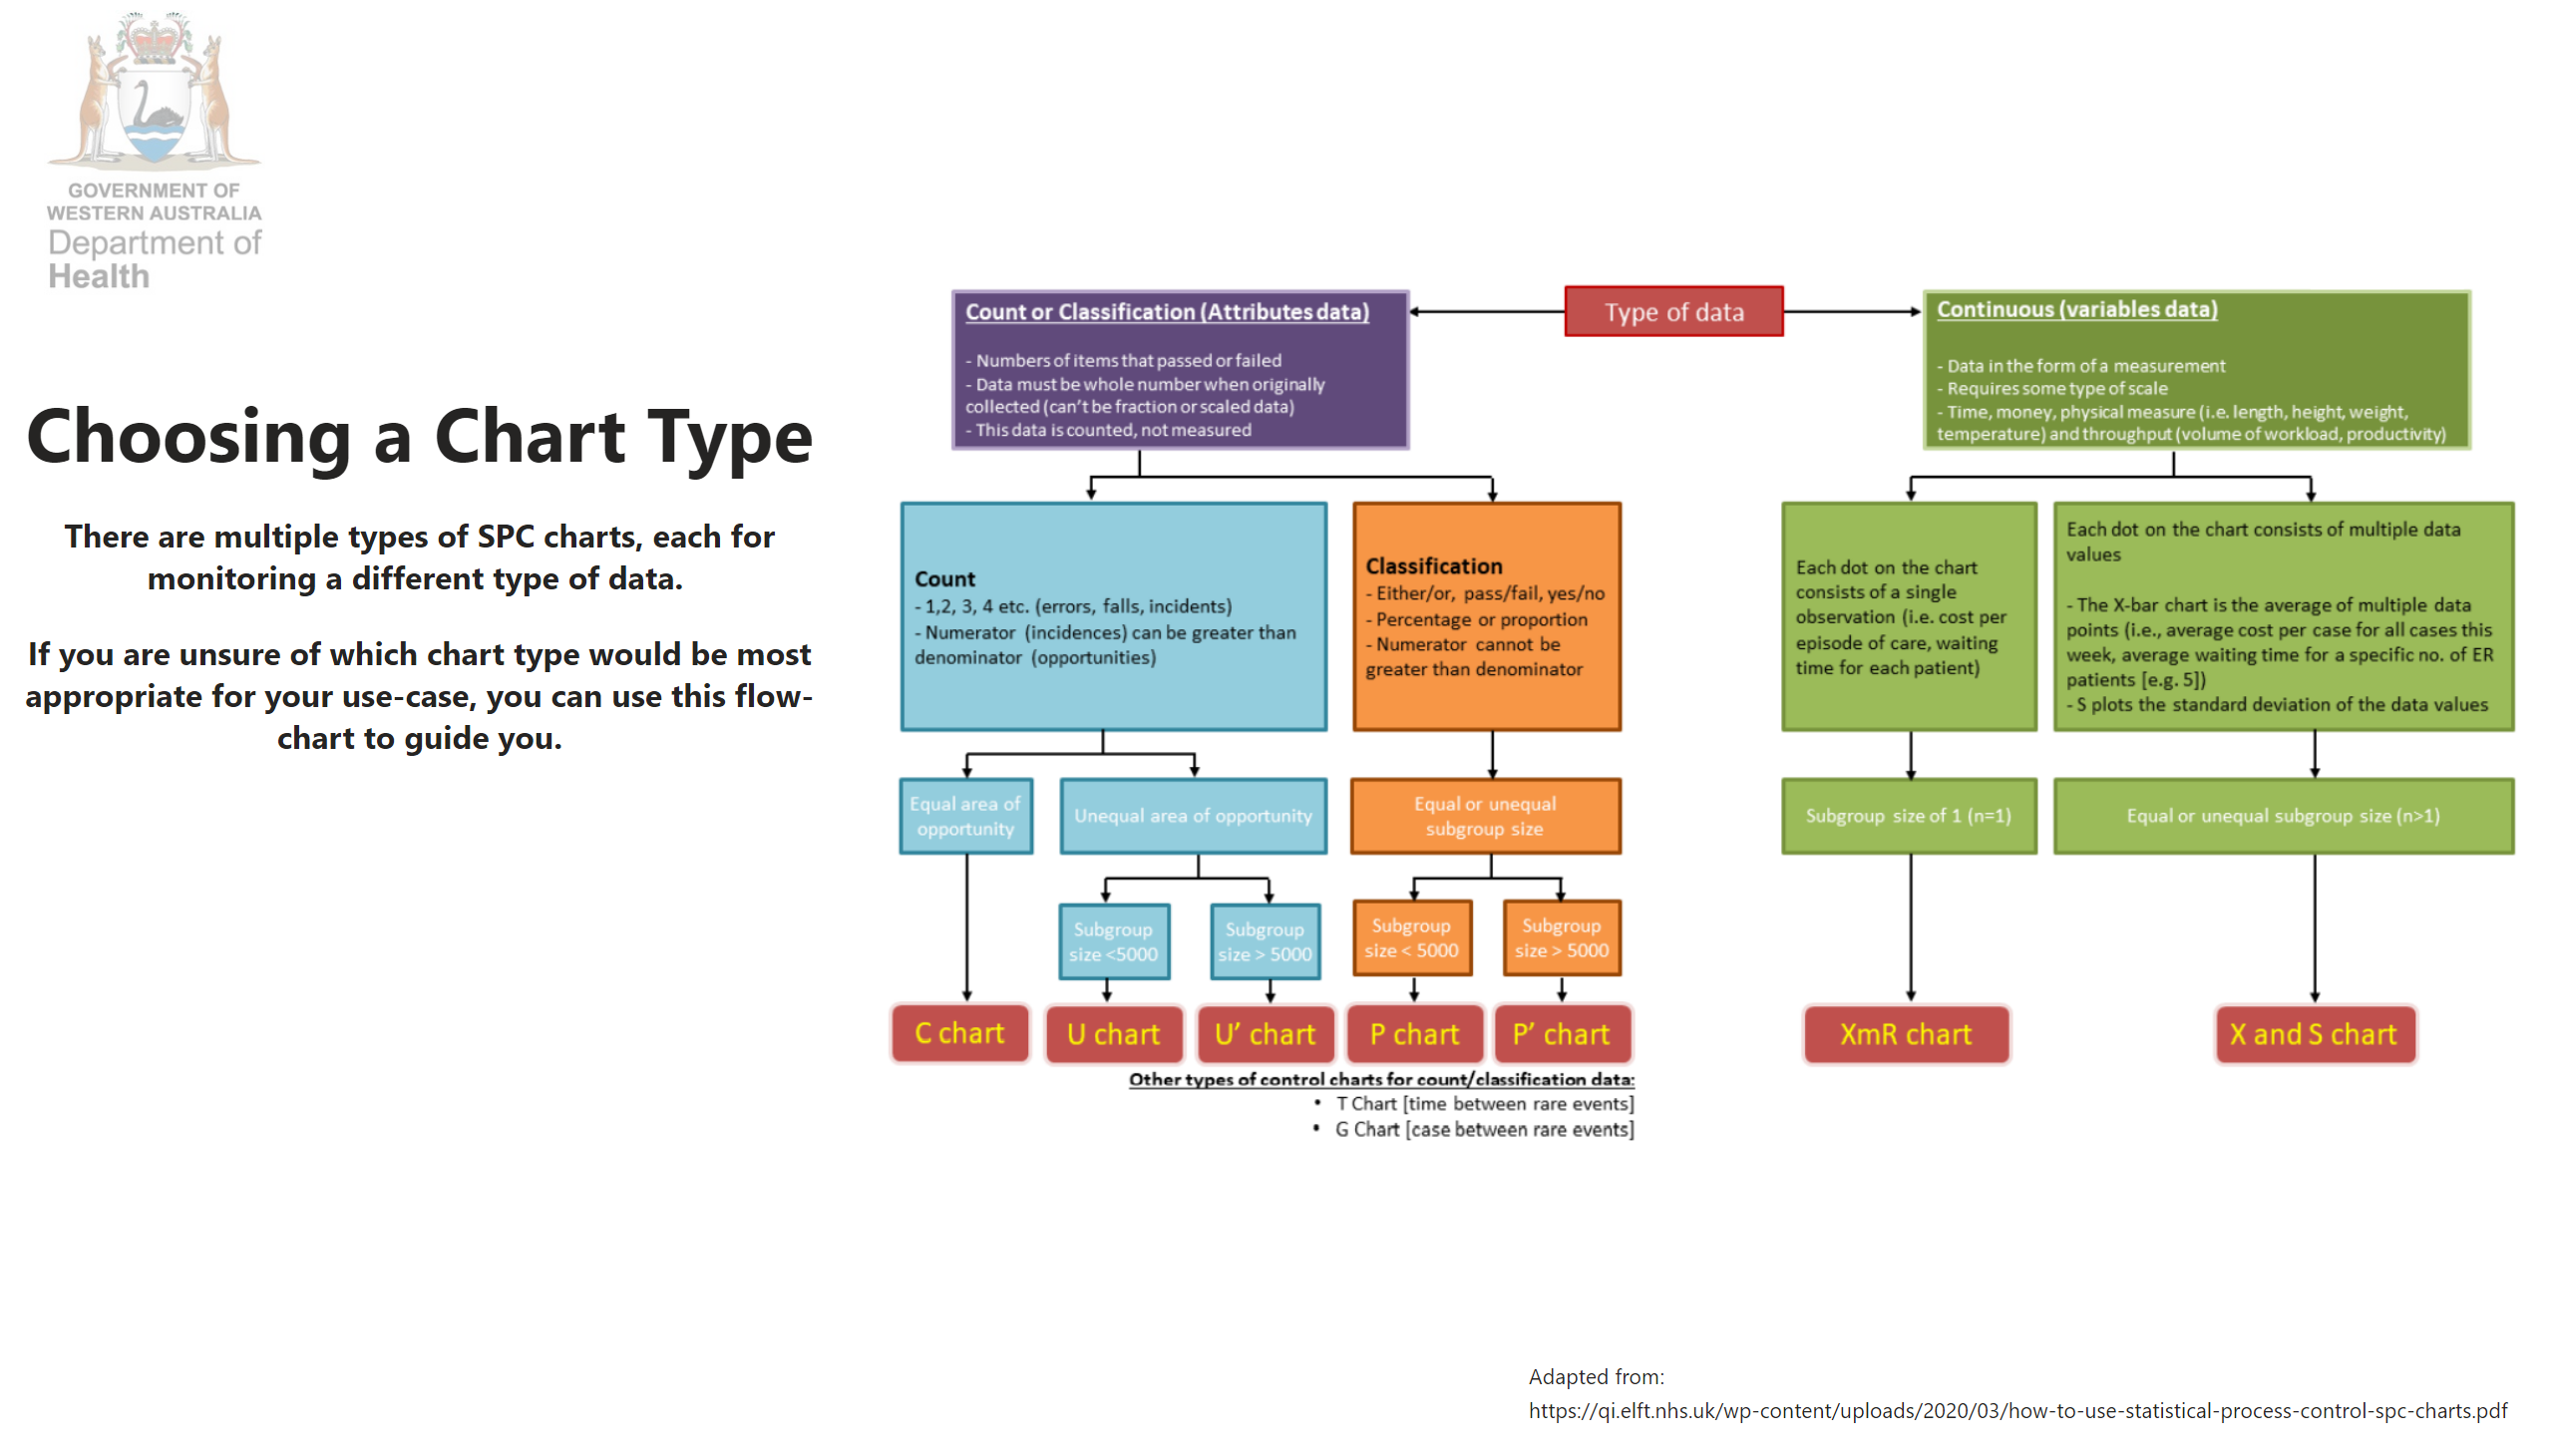 GOVERNMENT OF
WESTERN AUSTRALIA
Department of
Health
Choosing a Chart Type
There are multiple types of SPC charts, each for
monitoring a different type of data.
If you are unsure of which chart type would be most
appropriate for your use-case, you can use this flow-
chart to guide you.
Type of data
Count or Classification (Attributes data)
- Numbers of items that passed or failed
- Data must be whole number when originally
collected (can't be fraction or scaled data)
- This data is counted, not measured
Continuous (variables data)
- Data in the form of a measurement
- Requires some type of scale
- Time, money, physical measure (i.e. length, height, weight,
temperature) and throughput (volume of workload, productivity)
Count
- 1,2, 3, 4 etc. (errors, falls, incidents)
- Numerator (incidences) can be greater than
denominator (opportunities)
Classification
- Either/or, pass/fail, yes/no
- Percentage or proportion
- Numerator cannot be
greater than denominator
Each dot on the chart
consists of a single
observation (i.e. cost per
episode of care, waiting
time for each patient)
Each dot on the chart consists of multiple data
values
- The X-bar chart is the average of multiple data
points (i.e., average cost per case for all cases this
week, average waiting time for a specific no. of ER
patients [e.g. 5])
- S plots the standard deviation of the data values
Equal area of
opportunity
Unequal area of opportunity
Equal or unequal
subgroup size
Subgroup size of 1 (n=1)
Equal or unequal subgroup size (n>1)
Subgroup
size <5000
Subgroup
size > 5000
Subgroup
size < 5000
Subgroup
size > 5000
C chart
U chart
U’ chart
P chart
P’ chart
XmR chart
X and S chart
Other types of control charts for count/classification data:
• T Chart [time between rare events]
• G Chart [case between rare events]
Adapted from:
https://qi.elft.nhs.uk/wp-content/uploads/2020/03/how-to-use-statistical-process-control-spc-charts.pdf